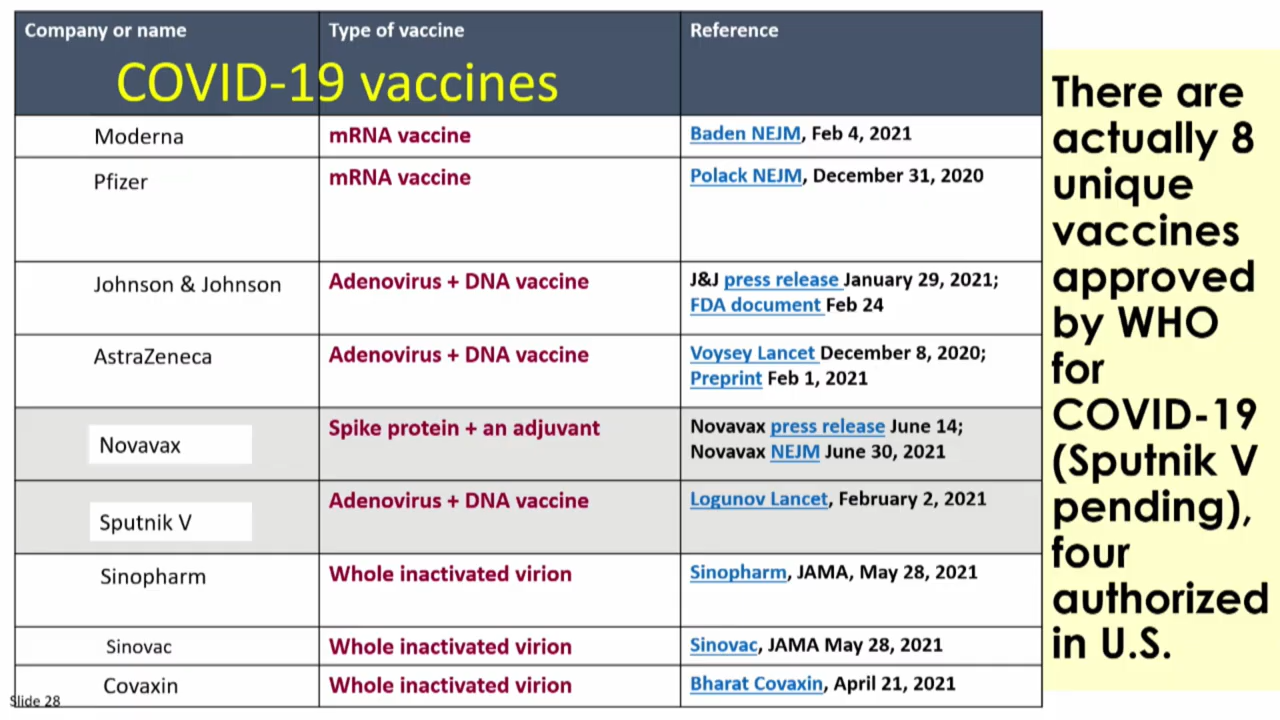 Company or name
Type of vaccine
Reference
COVID-19 vaccines
Moderna
mRNA vaccine
Baden NEJM, Feb 4, 2021
Pfizer
mRNA vaccine
Polack NEJM, December 31, 2020
Johnson & Johnson
Adenovirus + DNA vaccine
J&J press release January 29, 2021;
FDA document Feb 24
AstraZeneca
Adenovirus + DNA vaccine
Voysey Lancet December 8, 2020;
Preprint Feb 1, 2021
Novavax
Spike protein + an adjuvant
Novavax press release June 14;
Novavax NEJM June 30, 2021
Sputnik V
Adenovirus + DNA vaccine
Logunov Lancet, February 2, 2021
Sinopharm
Whole inactivated virion
Sinopharm, JAMA, May 28, 2021
Sinovac
Whole inactivated virion
Sinovac, JAMA May 28, 2021
Covaxin
Whole inactivated virion
Bharat Covaxin, April 21, 2021
Slide 28
There are
actually 8
unique
vaccines
approved
by WHO
for
COVID-19
(Sputnik V
pending),
four
authorized
in U.S.